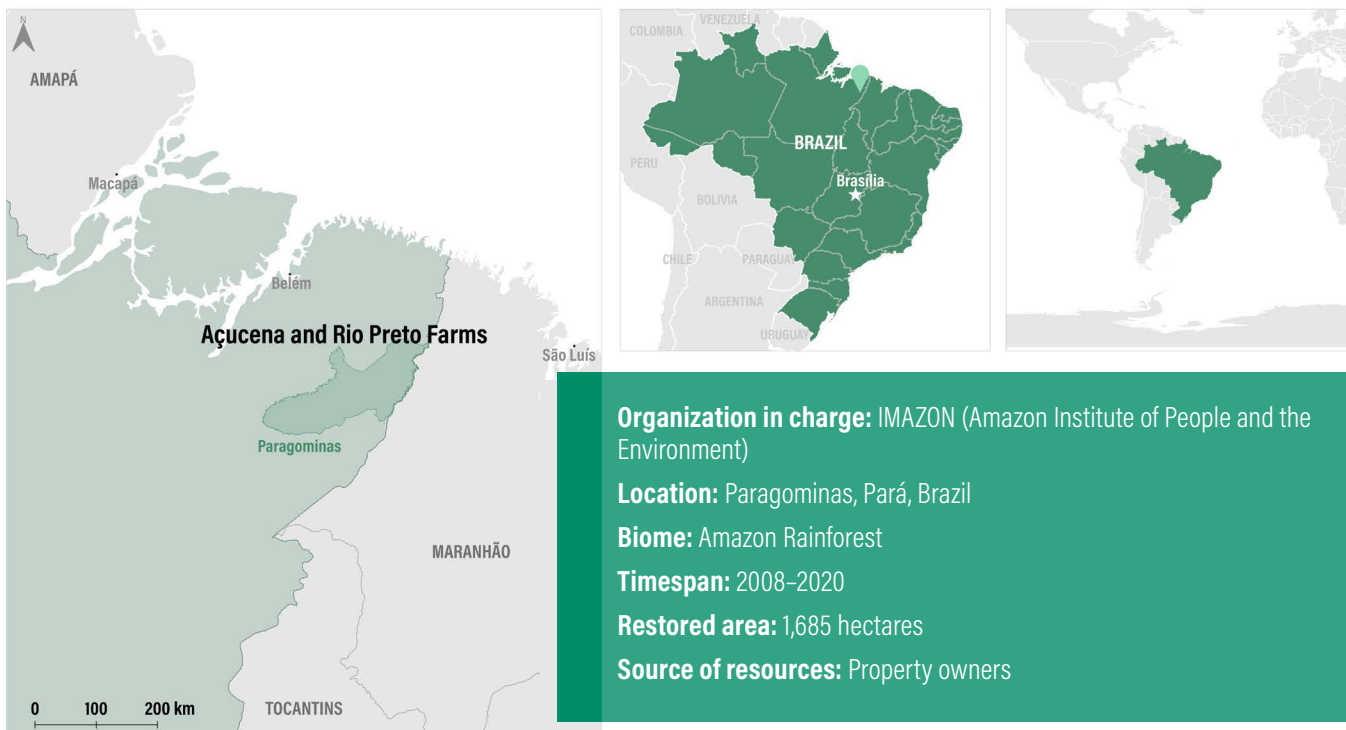 N
AMAPÁ
Macapá
Belém
Açucena and Rio Preto Farms
São Luís
Paragominas
MARANHÃO
TOCANTINS
0 100 200 km
VENEZUELA
COLOMBIA
BRAZIL
PERU
Brasília
BOLIVIA
CHILE
PARAGUAY
ARGENTINA
URUGUAY
Organization in charge: IMAZON (Amazon Institute of People and the
Environment)
Location: Paragominas, Pará, Brazil
Biome: Amazon Rainforest
Timespan: 2008–2020
Restored area: 1,685 hectares
Source of resources: Property owners